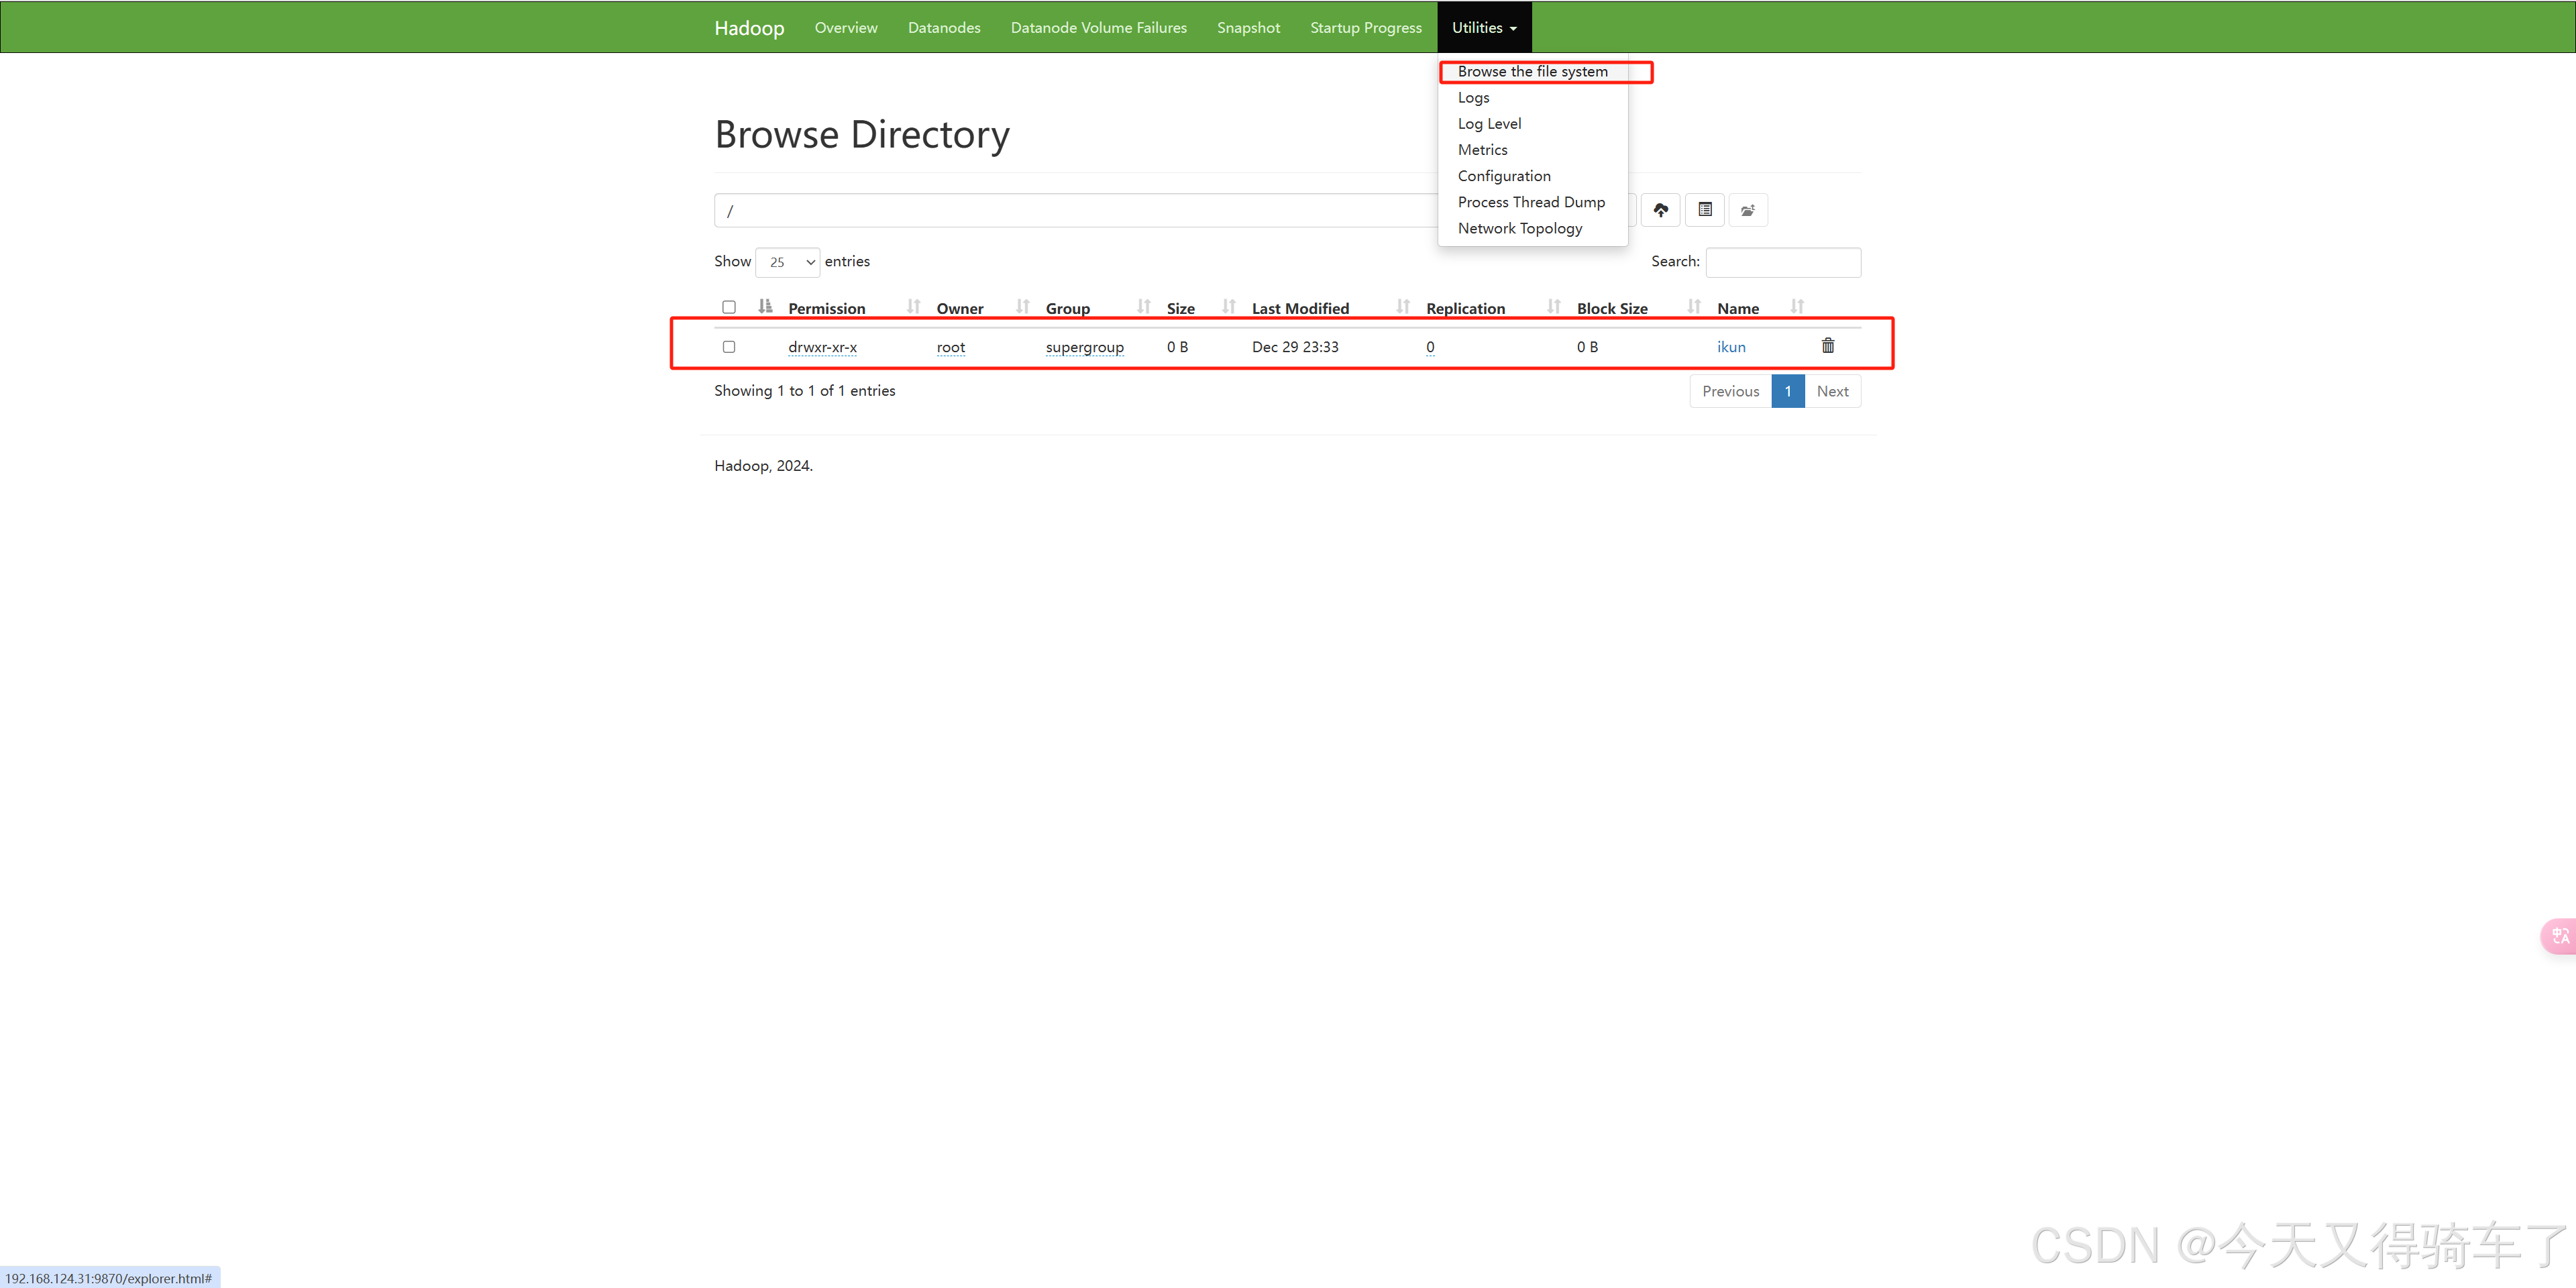 Hadoop Overview Datanodes Datanode Volume Failures Snapshot Startup Progress Utilities
Browse the file system
Logs
Log Level
Metrics
Configuration
Process Thread Dump
Network Topology
Browse Directory
/
Show 25 entries Search:
Permission Owner Group Size Last Modified Replication Block Size Name
drwxr-xr-x root supergroup 0 B Dec 29 23:33 0 0 B ikun
Showing 1 to 1 of 1 entries Previous 1 Next
Hadoop, 2024.
中A
CSDN @今天又得骑车了
192.168.124.31:9870/explorer.html#